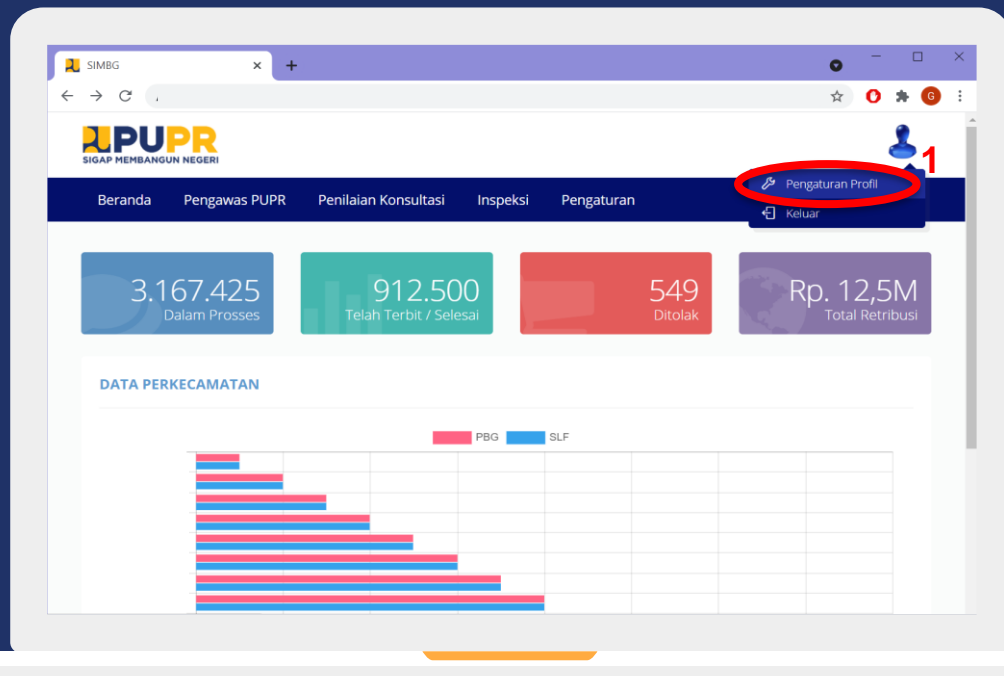 SIMBG
G
PUPR
SIGAP MEMBANGUN NEGERI
1
Pengaturan Profil
Keluar
Beranda Pengawas PUPR Penilaian Konsultasi Inspeksi Pengaturan
3.167.425
Dalam Prosses
912.500
Telah Terbit / Selesai
549
Ditolak
Rp. 12,5M
Total Retribusi
DATA PERKECAMATAN
PBG SLF